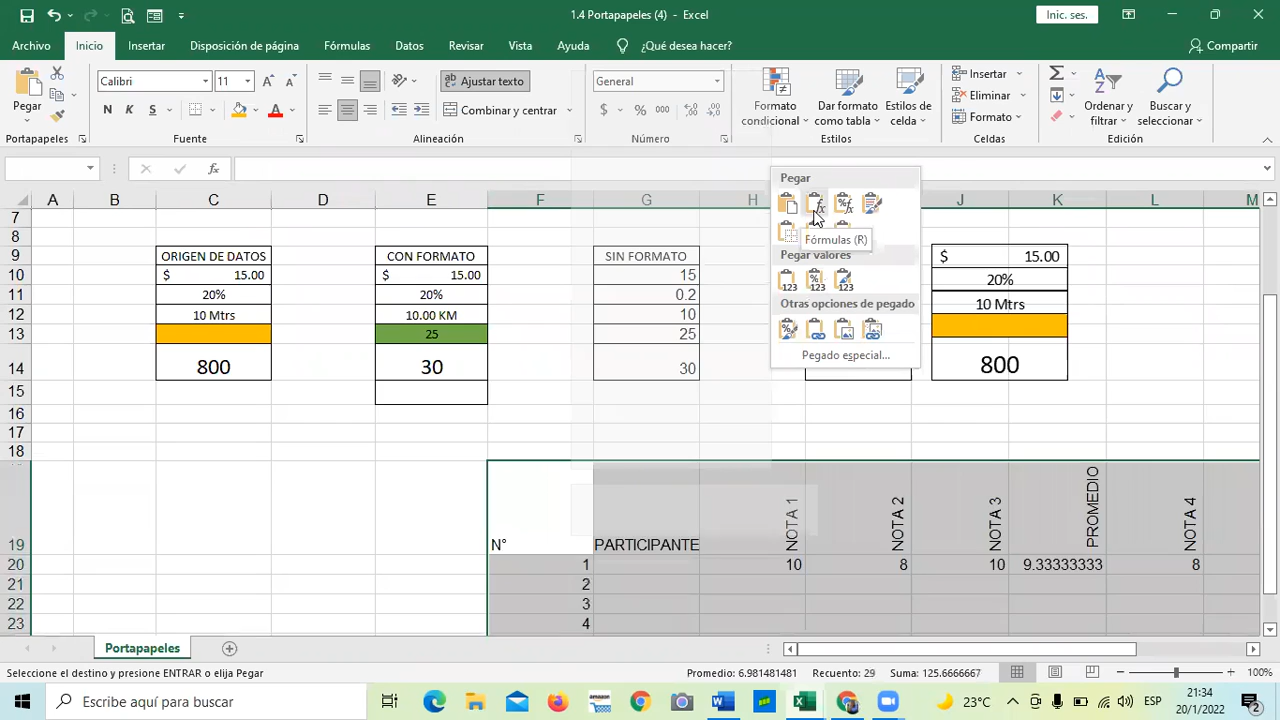 1.4 Portapapeles (4) - Excel
Inic. ses.
Archivo Inicio Insertar Disposición de página Fórmulas Datos Revisar Vista Ayuda ¿Qué desea hacer? Compartir
Pegar
Calibri 11
N K S
Ajustar texto
Combinar y centrar
General
$ % 000
Formato condicional
Dar formato como tabla
Estilos de celda
Insertar
Eliminar
Formato
Ordenar y filtrar
Buscar y seleccionar
Portapapeles Fuente Alineación Número Estilos Celdas Edición
A B C D E F G H J K L M
Pegar
Fórmulas (R)
Pegar valores
Otras opciones de pegado
Pegado especial...
7
8
9 ORIGEN DE DATOS CON FORMATO SIN FORMATO $ 15.00
10 $ 15.00 $ 15.00 15 20%
11 20% 20% 0.2 10 Mtrs
12 10 Mtrs 10.00 KM 10
13 25 25
14 800 30 30 800
15
16
17
18
19 N° PARTICIPANTE NOTA 1 NOTA 2 NOTA 3 PROMEDIO NOTA 4
20 1 10 8 10 9.33333333 8
21 2
22 3
23 4
Portapapeles
Seleccione el destino y presione ENTRAR o elija Pegar Promedio: 6.981481481 Recuento: 29 Suma: 125.6666667 100%
Escribe aquí para buscar 23°C ESP 21:34
20/1/2022 2